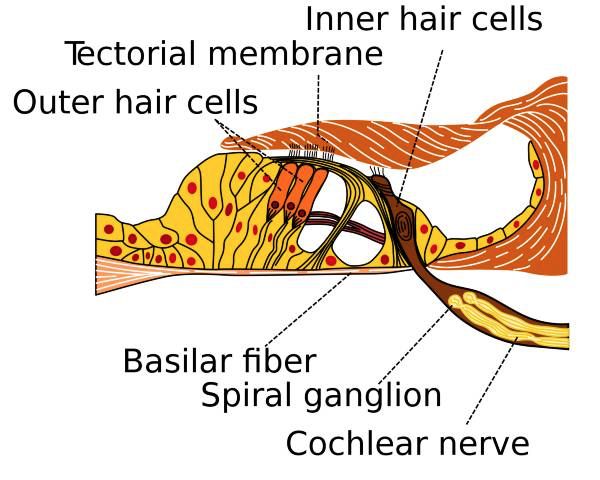 Inner hair cells
Tectorial membrane
Outer hair cells
Basilar fiber
Spiral ganglion
Cochlear nerve